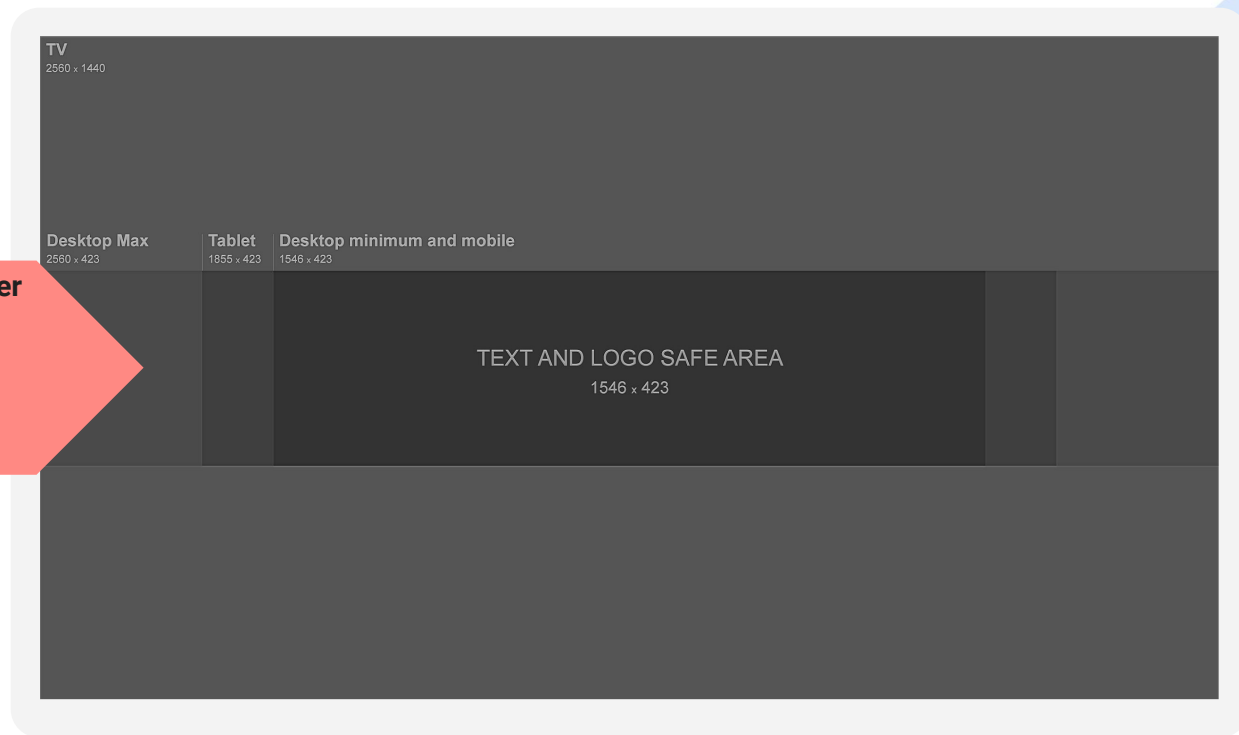 TV
2560 x 1440
Desktop Max
2560 x 423
Tablet
1855 x 423
Desktop minimum and mobile
1546 x 423
er
TEXT AND LOGO SAFE AREA
1546 x 423